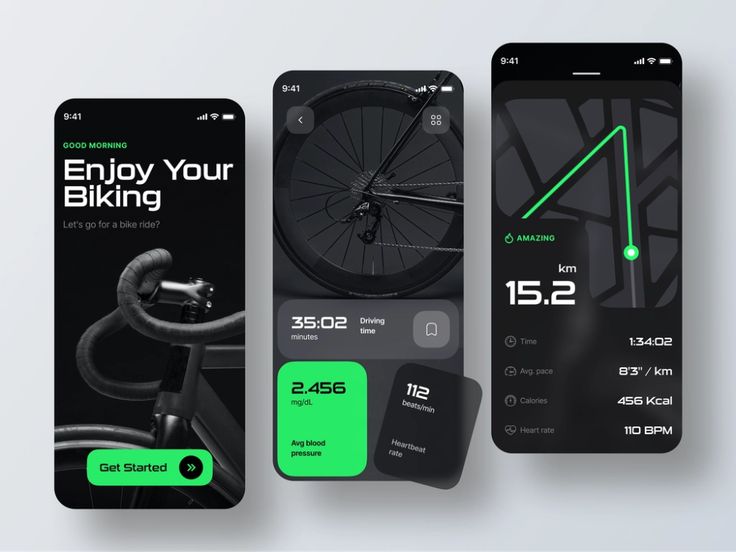 9:41
GOOD MORNING
Enjoy Your
Biking
Let's go for a bike ride?
Get Started
9:41
35:02
minutes
Driving
time
2.456
mg/dL
Avg blood
pressure
112
beats/min
Heartbeat
rate
9:41
AMAZING
km
15.2
Time 1:34:02
Avg. pace 8'3" / km
Calories 456 Kcal
Heart rate 110 BPM